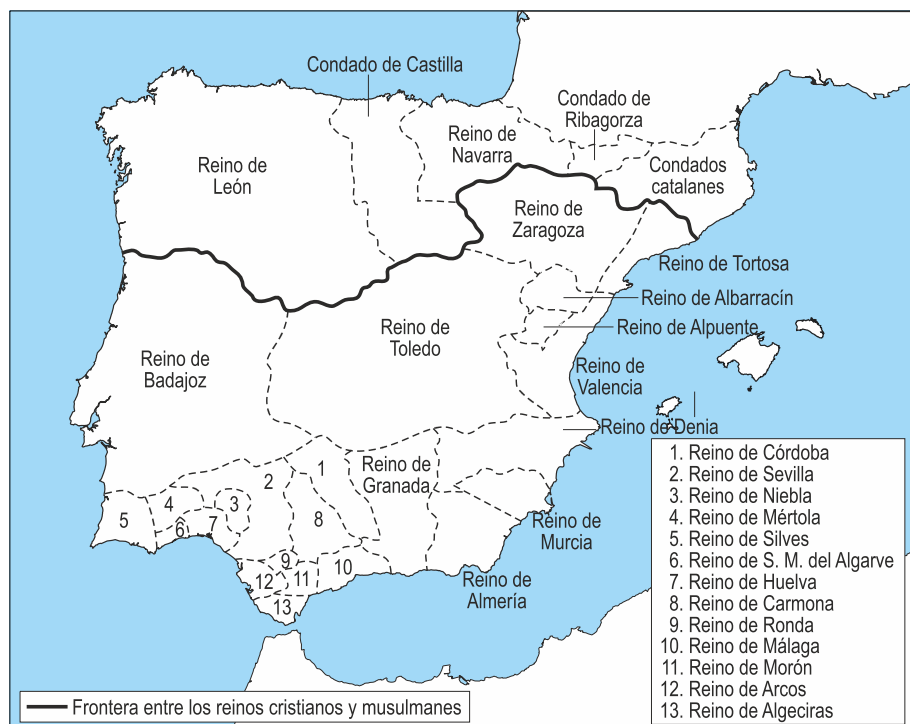 Condado de Castilla
Condado de
Ribagorza
Reino de
Navarra
Reino de
León
Condados
catalanes
Reino de
Zaragoza
Reino de Tortosa
Reino de Albarracín
Reino de Alpuente
Reino de
Toledo
Reino de
Badajoz
Reino de
Valencia
Reino de Denia
Reino de
Granada
Reino de
Murcia
Reino de
Almería
1
2
3
4
5
6
7
8
9
10
11
12
13
1. Reino de Córdoba
2. Reino de Sevilla
3. Reino de Niebla
4. Reino de Mértola
5. Reino de Silves
6. Reino de S. M. del Algarve
7. Reino de Huelva
8. Reino de Carmona
9. Reino de Ronda
10. Reino de Málaga
11. Reino de Morón
12. Reino de Arcos
13. Reino de Algeciras
Frontera entre los reinos cristianos y musulmanes